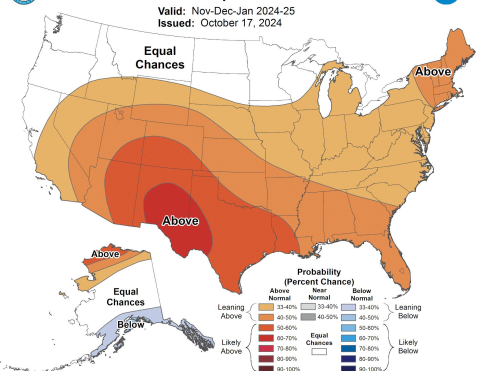 Valid: Nov-Dec-Jan 2024-25
Issued: October 17, 2024
Equal
Chances
Above
Above
Above
Equal
Chances
Below
Probability
(Percent Chance)
Above
Normal
Near
Normal
Below
Normal
Leaning
Above
33-40%
33-40%
33-40%
Leaning
Below
40-50%
40-50%
40-50%
Likely
Above
50-60%
Equal
Chances
50-60%
Likely
Below
60-70%
60-70%
70-80%
70-80%
80-90%
80-90%
90-100%
90-100%